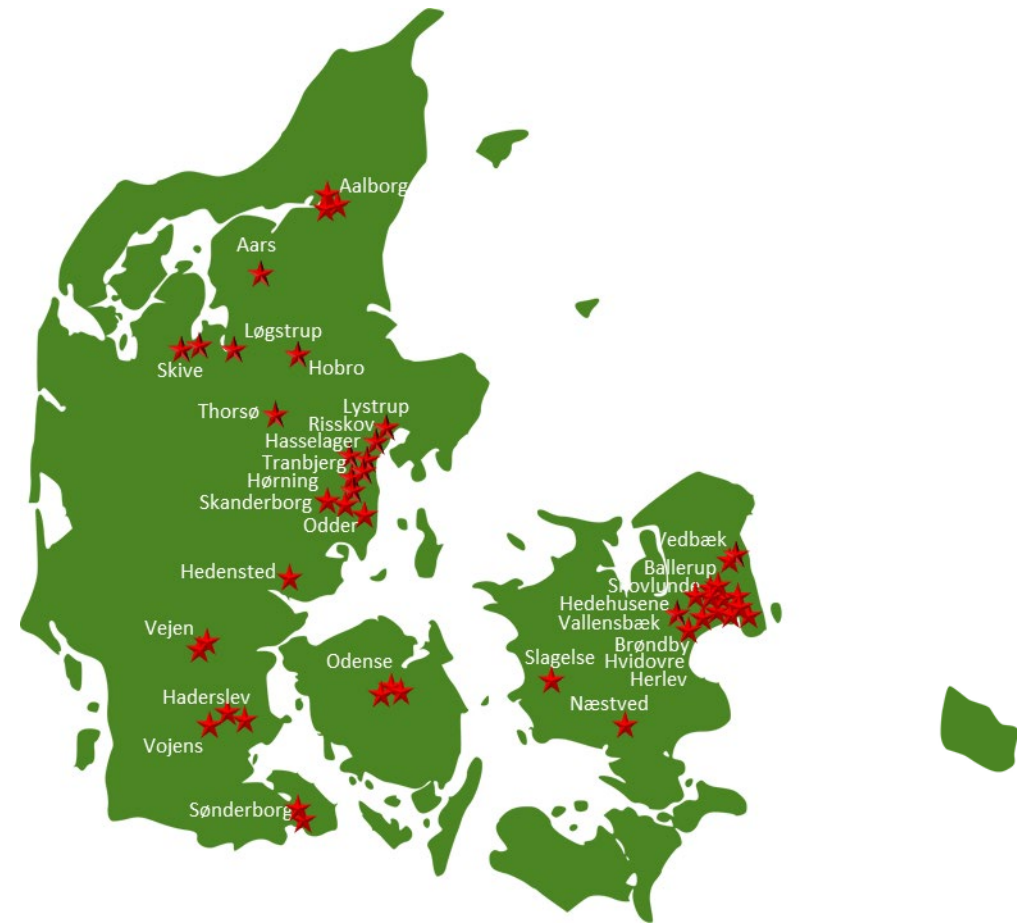 Aalborg
Aars
Løgstrup
Skive
Hobro
Lystrup
Thorsø
Risskov
Hasselager
Tranbjerg
Hørning
Skanderborg
Odder
Vedbæk
Ballerup
Skovlunde
Hedensted
Hedehusene
Vallensbæk
Vejen
Brøndby
Odense
Slagelse
Hvidovre
Herlev
Haderslev
Næstved
Vojens
Sønderborg